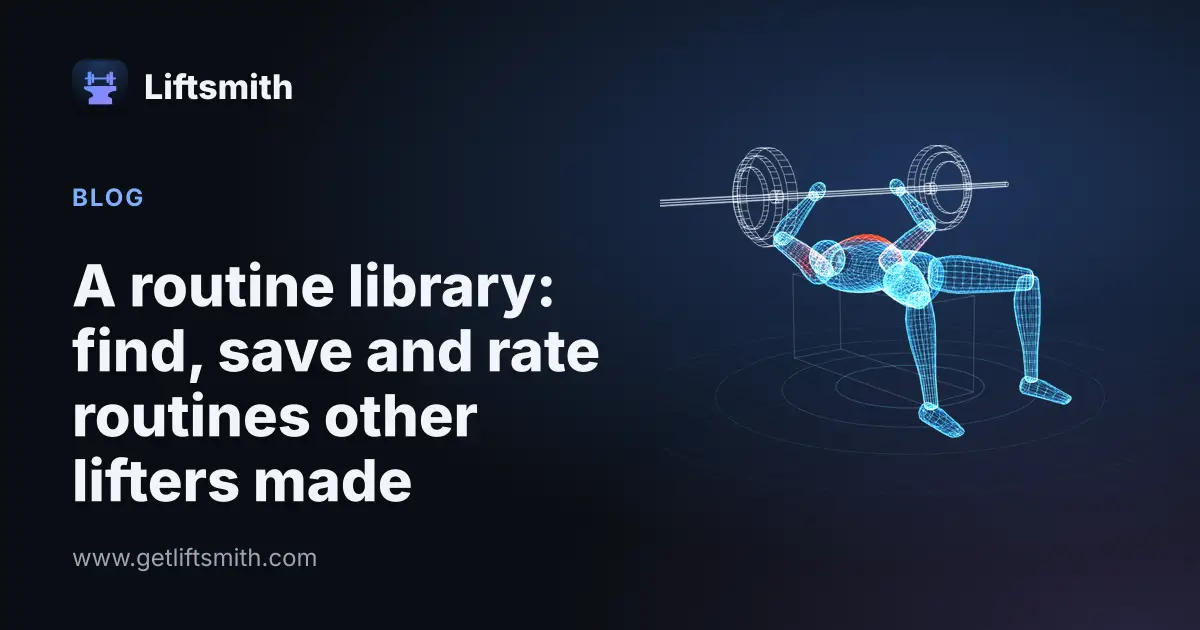 Liftsmith
BLOG
A routine library:
find, save and rate
routines other
lifters made
www.getliftsmith.com